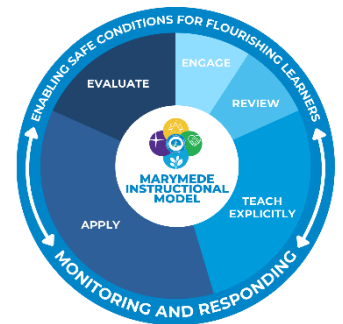 ENABLING SAFE CONDITIONS FOR FLOURISHING LEARNERS
ENGAGE
REVIEW
TEACH
EXPLICITLY
APPLY
EVALUATE
MARYMEDE
INSTRUCTIONAL
MODEL
MONITORING AND RESPONDING